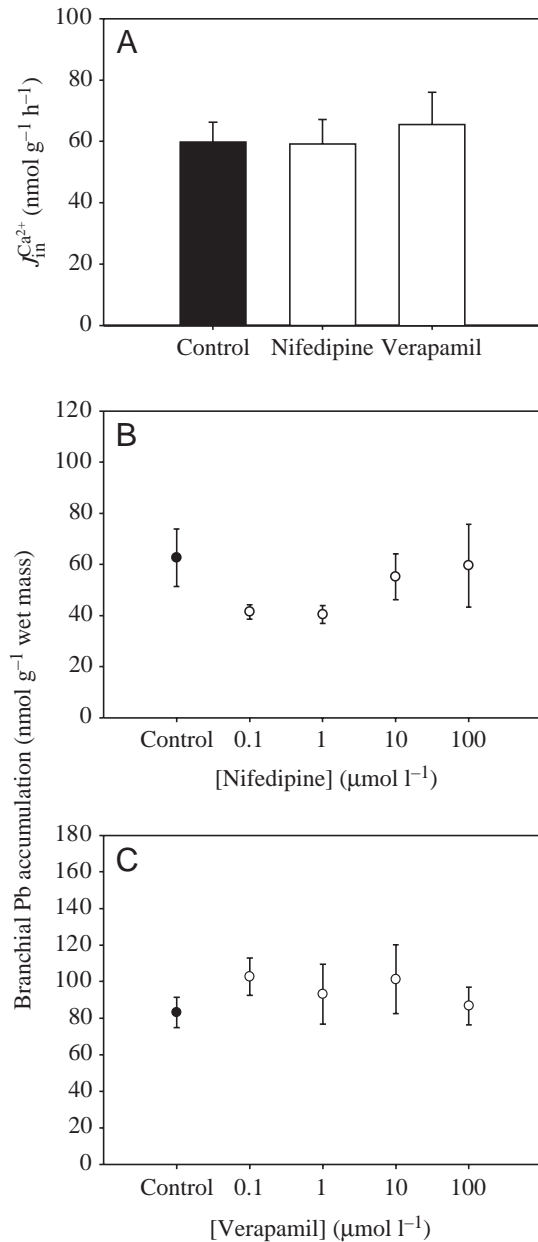 A
100
80
60
40
20
0
J_in^Ca²⁺ (nmol g⁻¹ h⁻¹)
Control Nifedipine Verapamil
Branchial Pb accumulation (nmol g⁻¹ wet mass)
B
120
100
80
60
40
20
0
Control 0.1 1 10 100
[Nifedipine] (μmol l⁻¹)
C
180
160
140
120
100
80
60
40
20
0
Control 0.1 1 10 100
[Verapamil] (μmol l⁻¹)